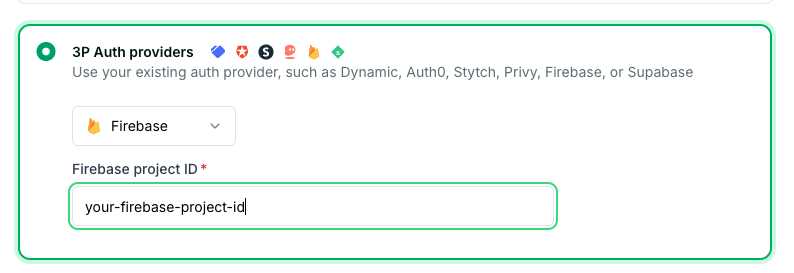 3P Auth providers
Use your existing auth provider, such as Dynamic, Auth0, Stytch, Privy, Firebase, or Supabase
Firebase
Firebase project ID *
your-firebase-project-id